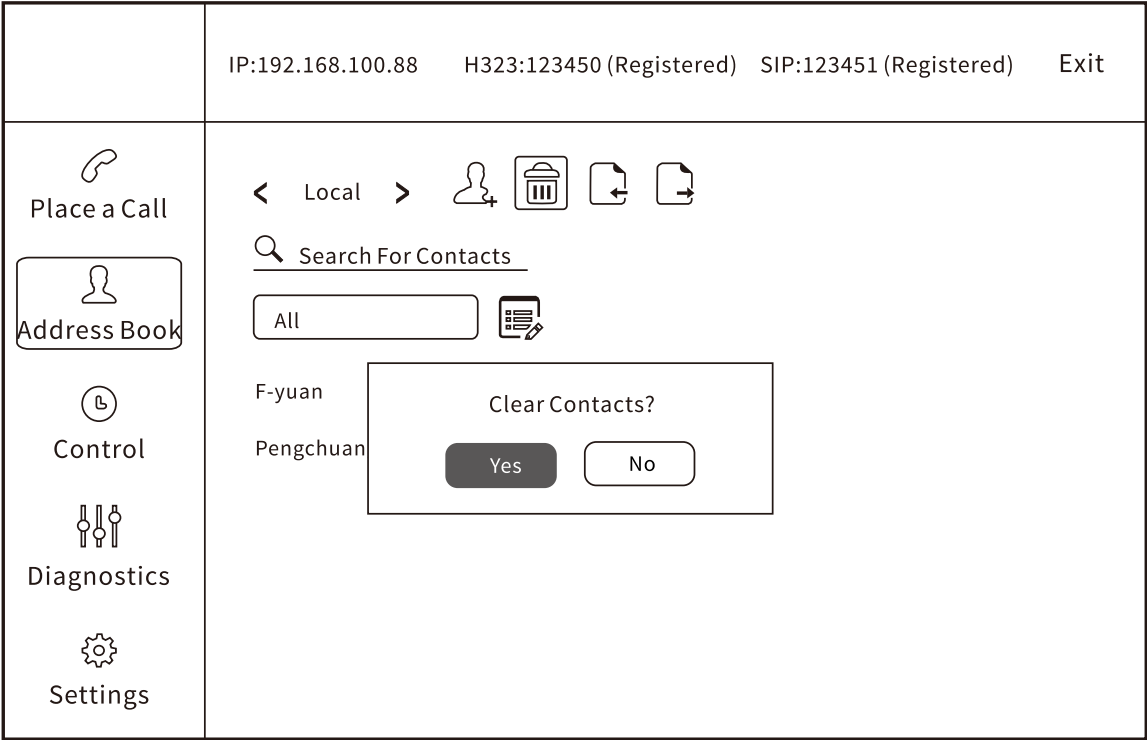 IP:192.168.100.88 H323:123450 (Registered) SIP:123451 (Registered) Exit
Place a Call
Address Book
Control
Diagnostics
Settings
Local
Search For Contacts
All
F-yuan
Pengchuan
Clear Contacts?
Yes No